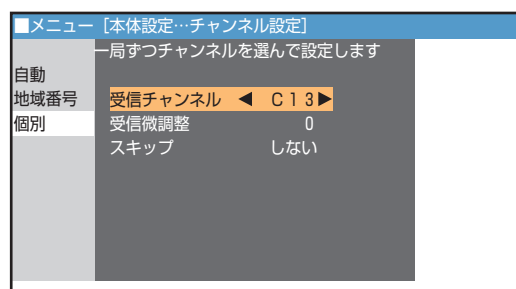 ■メニュー [本体設定…チャンネル設定]
一局ずつチャンネルを選んで設定します
自動
地域番号
個別
受信チャンネル ◀ C13▶
受信微調整 0
スキップ しない